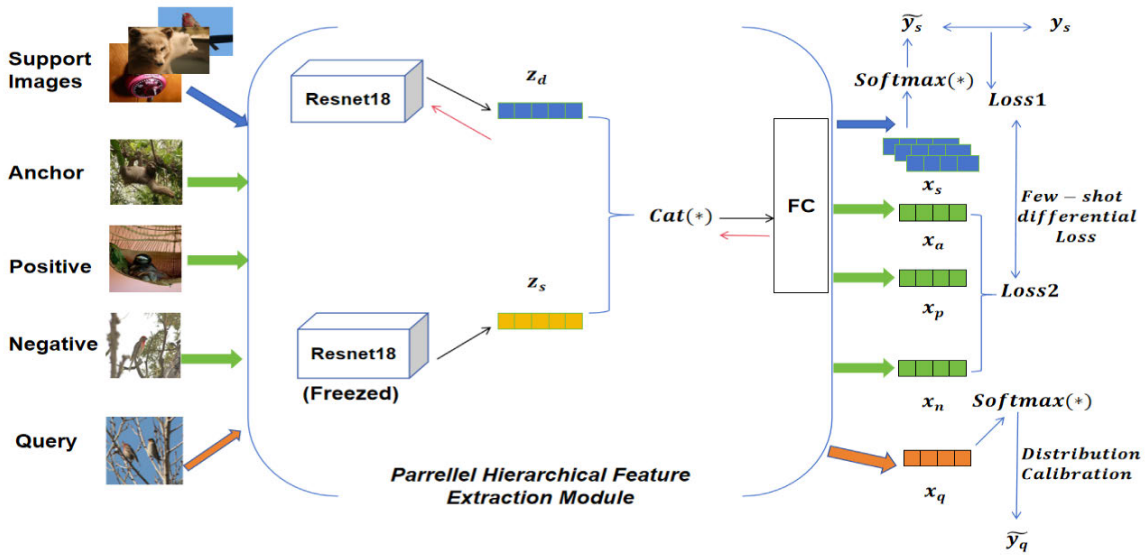 Support
Images
Anchor
Positive
Negative
Query
Resnet18
z_d
Cat(*)
z_s
Resnet18
(Freezed)
Parrellel Hierarchical Feature
Extraction Module
FC
ỹ_s
y_s
Softmax(*)
Loss1
x_s
Few - shot
differential
Loss
x_a
Loss2
x_p
x_n
Softmax(*)
x_q
Distribution
Calibration
ỹ_q